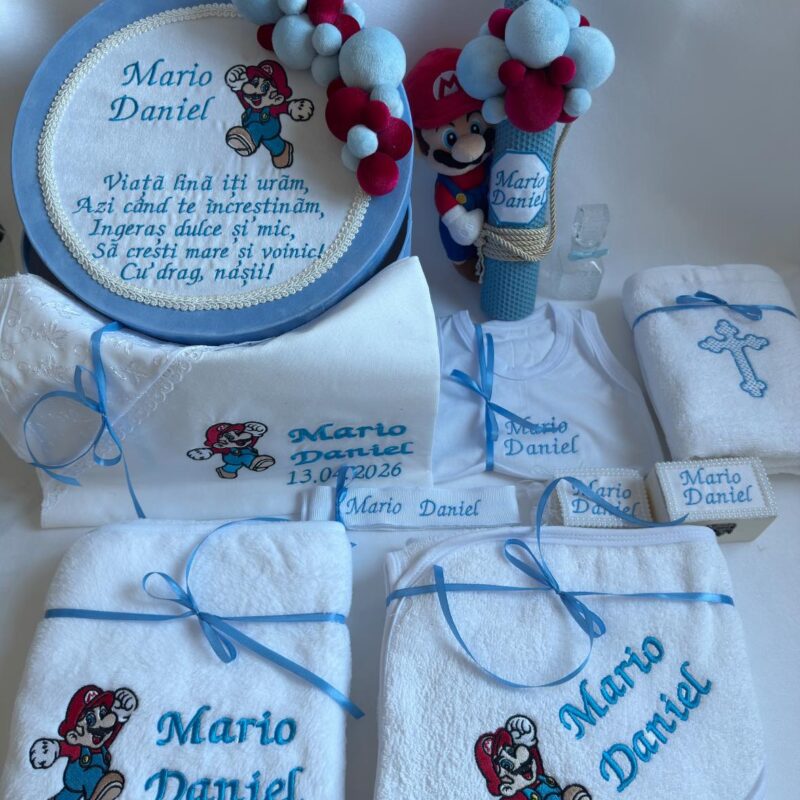 Mario
Daniel
Viață lină îți urăm,
Azi când te încreștinăm,
Îngeraș dulce și mic,
Să crești mare și voinic!
Cu drag, nașii!
M
Mario
Daniel
Mario
Daniel
13.04.2026
Mario
Daniel
Mario Daniel
Mario
Daniel
Mario
Daniel
Mario
Daniel
Mario
Daniel